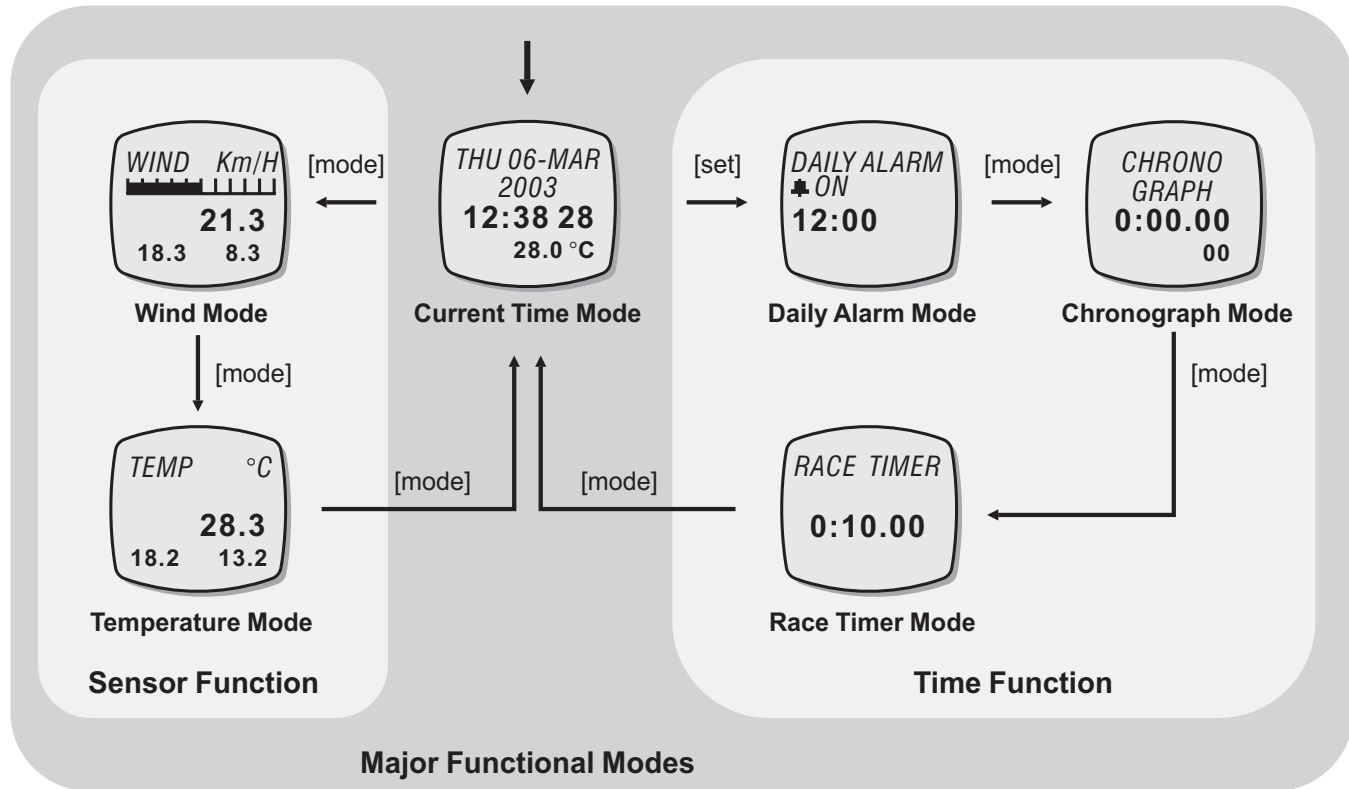 WIND Km/H
21.3
18.3 8.3
Wind Mode
[mode]
THU 06-MAR
2003
12:38 28
28.0 °C
Current Time Mode
[set]
DAILY ALARM
ON
12:00
Daily Alarm Mode
[mode]
CHRONO
GRAPH
0:00.00
00
Chronograph Mode
[mode]
[mode]
TEMP °C
28.3
18.2 13.2
Temperature Mode
[mode]
[mode]
RACE TIMER
0:10.00
Race Timer Mode
Sensor Function
Time Function
Major Functional Modes